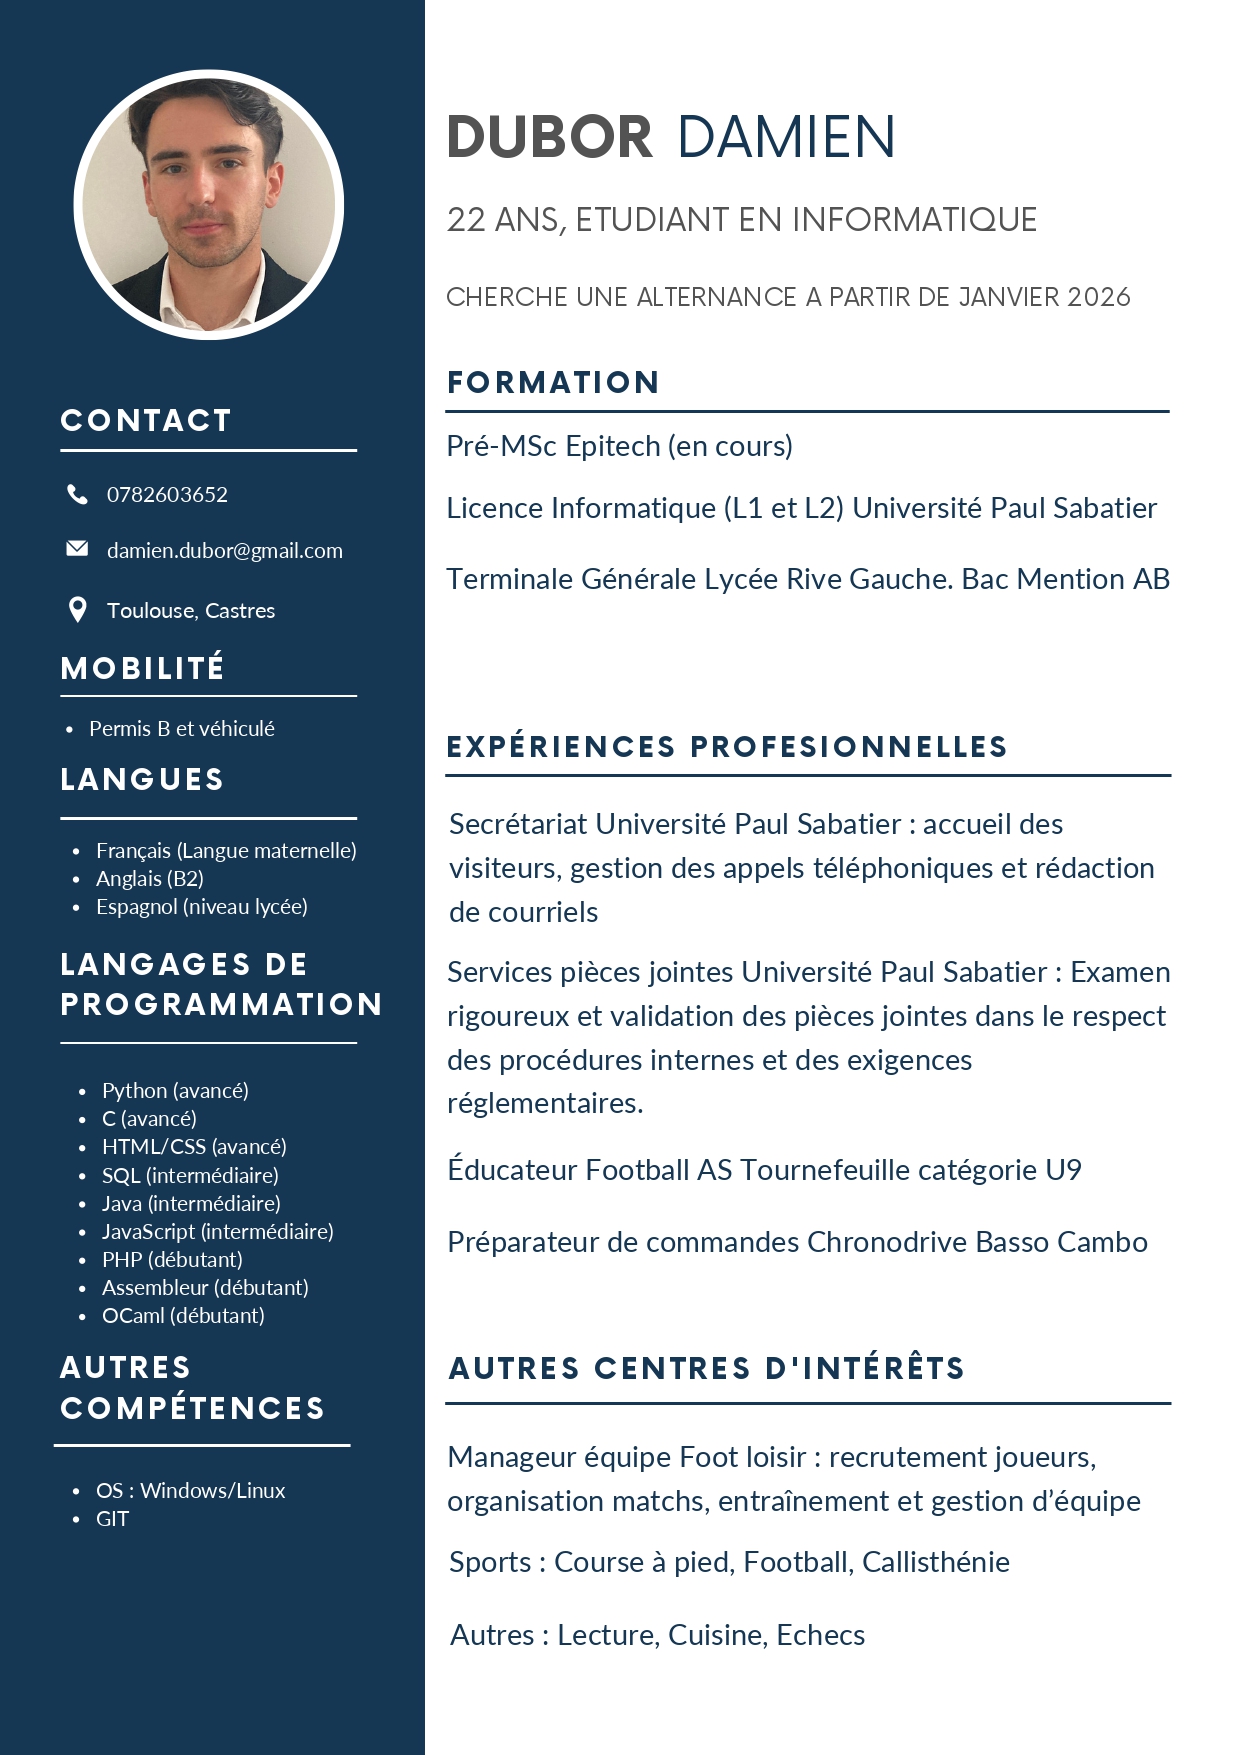 DUBOR DAMIEN
22 ANS, ETUDIANT EN INFORMATIQUE
CHERCHE UNE ALTERNANCE A PARTIR DE JANVIER 2026
CONTACT
0782603652
damien.dubor@gmail.com
Toulouse, Castres
MOBILITÉ
• Permis B et véhiculé
LANGUES
• Français (Langue maternelle)
• Anglais (B2)
• Espagnol (niveau lycée)
LANGAGES DE
PROGRAMMATION
• Python (avancé)
• C (avancé)
• HTML/CSS (avancé)
• SQL (intermédiaire)
• Java (intermédiaire)
• JavaScript (intermédiaire)
• PHP (débutant)
• Assembleur (débutant)
• OCaml (débutant)
AUTRES
COMPÉTENCES
• OS : Windows/Linux
• GIT
FORMATION
Pré-MSc Epitech (en cours)
Licence Informatique (L1 et L2) Université Paul Sabatier
Terminale Générale Lycée Rive Gauche. Bac Mention AB
EXPÉRIENCES PROFESIONNELLES
Secrétariat Université Paul Sabatier : accueil des
visiteurs, gestion des appels téléphoniques et rédaction
de courriels
Services pièces jointes Université Paul Sabatier : Examen
rigoureux et validation des pièces jointes dans le respect
des procédures internes et des exigences
réglementaires.
Éducateur Football AS Tournefeuille catégorie U9
Préparateur de commandes Chronodrive Basso Cambo
AUTRES CENTRES D'INTÉRÊTS
Manageur équipe Foot loisir : recrutement joueurs,
organisation matchs, entraînement et gestion d’équipe
Sports : Course à pied, Football, Callisthénie
Autres : Lecture, Cuisine, Echecs